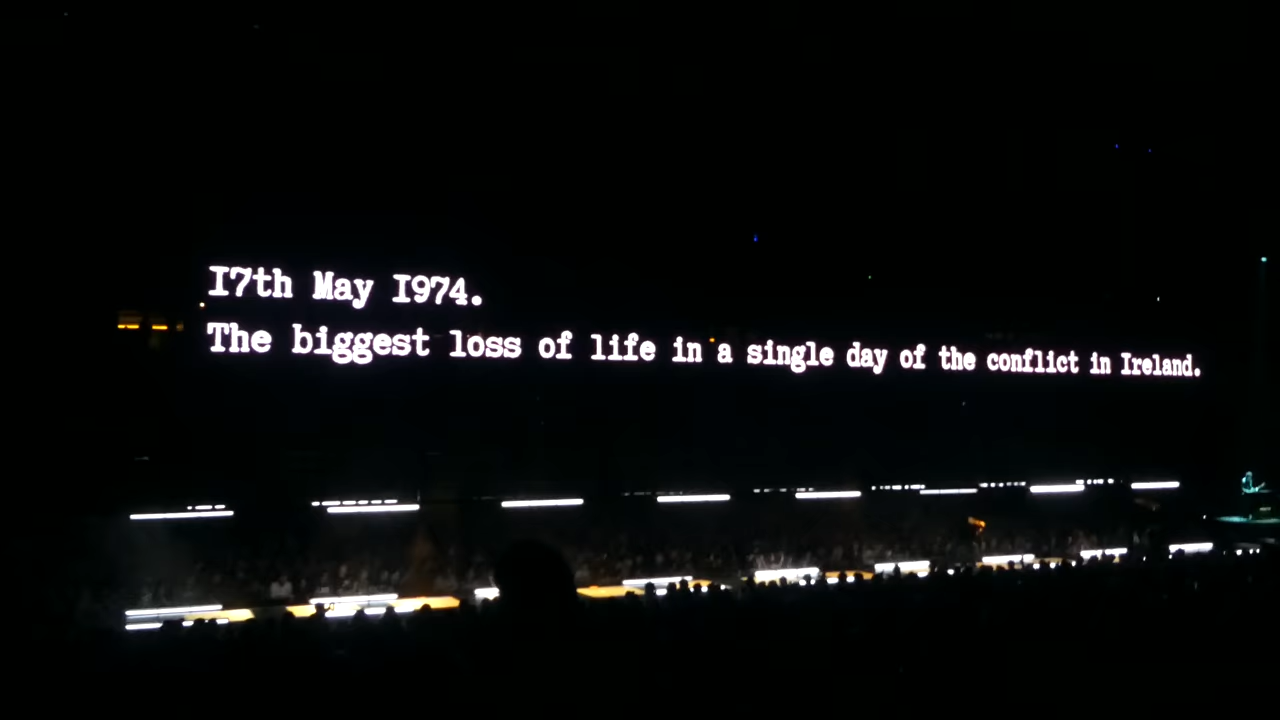 17th May 1974.
The biggest loss of life in a single day of the conflict in Ireland.